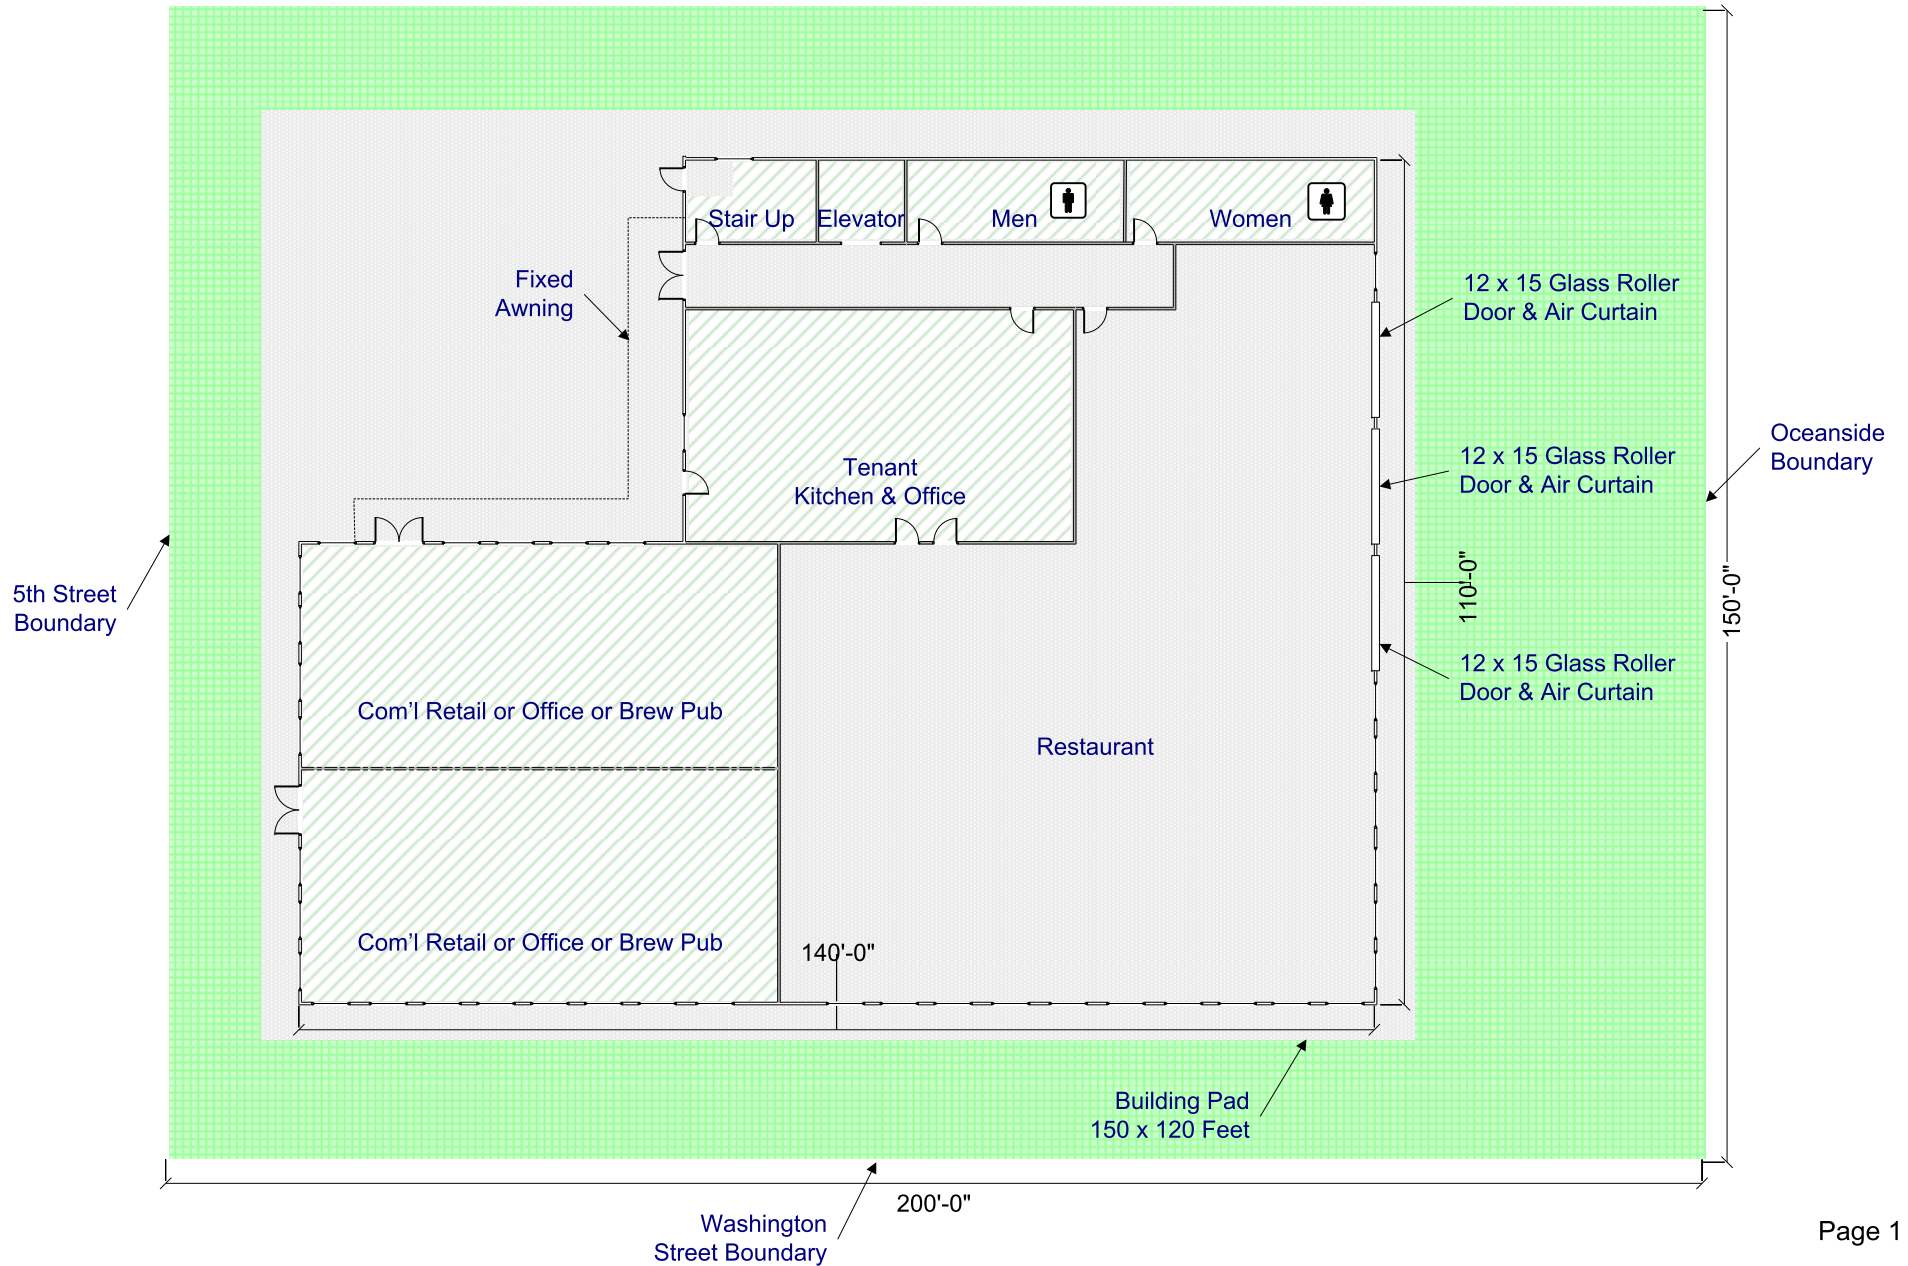 Stair Up
Elevator
Men
Women
Fixed
Awning
12 x 15 Glass Roller
Door & Air Curtain
Oceanside
Boundary
12 x 15 Glass Roller
Door & Air Curtain
Tenant
Kitchen & Office
5th Street
Boundary
110'-0"
150'-0"
12 x 15 Glass Roller
Door & Air Curtain
Com’l Retail or Office or Brew Pub
Restaurant
Com’l Retail or Office or Brew Pub
140'-0"
Building Pad
150 x 120 Feet
200'-0"
Washington
Street Boundary
Page 1